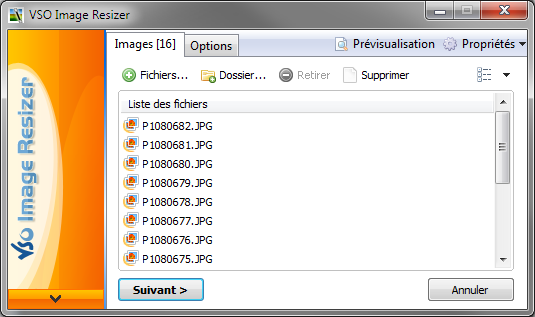 VSO Image Resizer
Images [16] Options Prévisualisation Propriétés
Fichiers... Dossier... Retirer Supprimer
Liste des fichiers
P1080682.JPG
P1080681.JPG
P1080680.JPG
P1080679.JPG
P1080678.JPG
P1080677.JPG
P1080676.JPG
P1080675.JPG
VSO Image Resizer
Suivant > Annuler